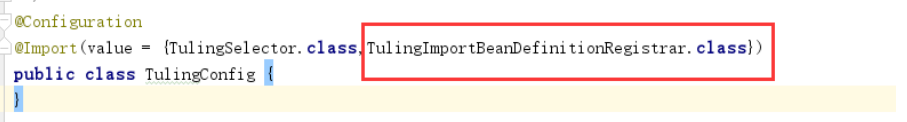 @Configuration
@Import(value = {TulingSelector.class,TulingImportBeanDefinitionRegistrar.class})
public class TulingConfig {
}